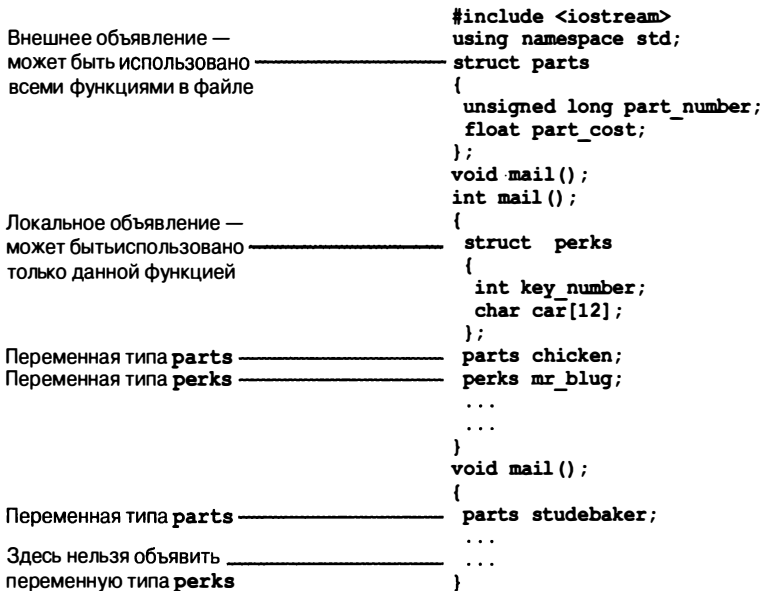 #include <iostream>
Внешнее объявление — using namespace std;
может быть использовано struct parts
всеми функциями в файле {
unsigned long part_number;
float part_cost;
};
void mail();
int mail();
Локальное объявление — {
может бытьиспользовано struct perks
только данной функцией {
int key_number;
char car[12];
};
Переменная типа parts parts chicken;
Переменная типа perks perks mr_blug;
...
...
}
void mail();
{
Переменная типа parts parts studebaker;
...
Здесь нельзя объявить ...
переменную типа perks }